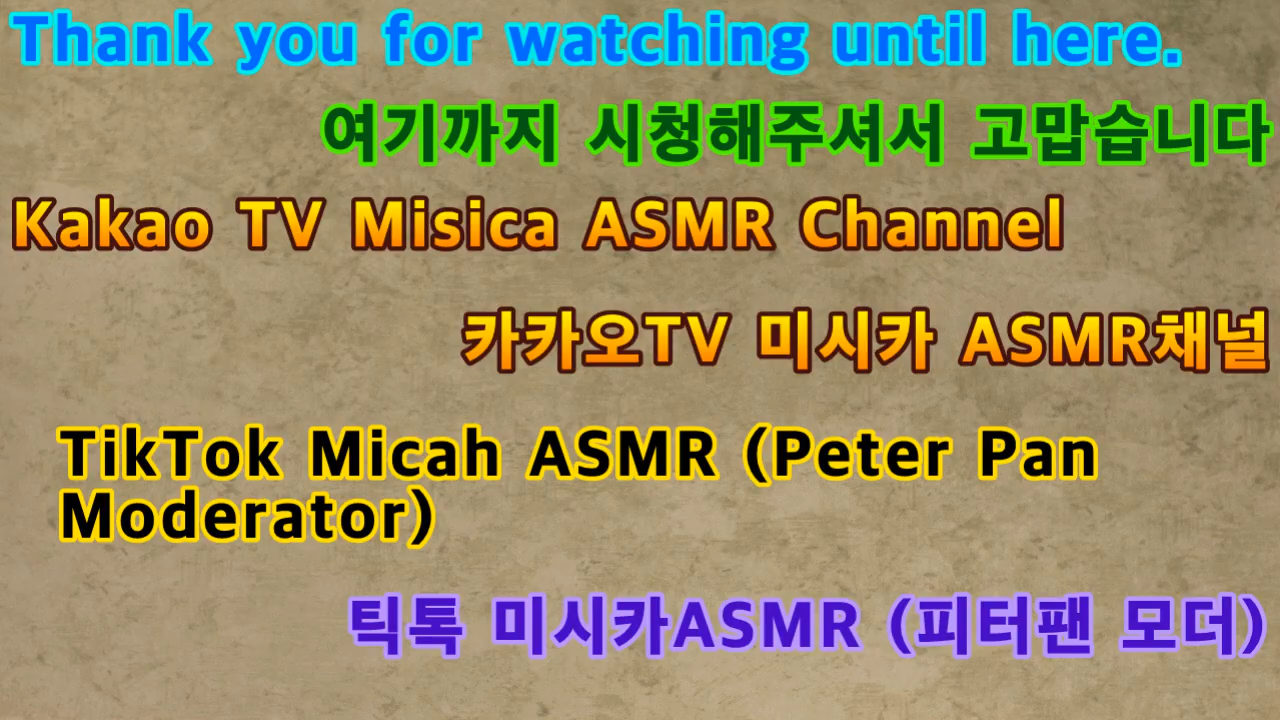 Thank you for watching until here.
여기까지 시청해주셔서 고맙습니다
Kakao TV Misica ASMR Channel
카카오TV 미시카 ASMR채널
TikTok Micah ASMR (Peter Pan
Moderator)
틱톡 미시카ASMR (피터팬 모더)